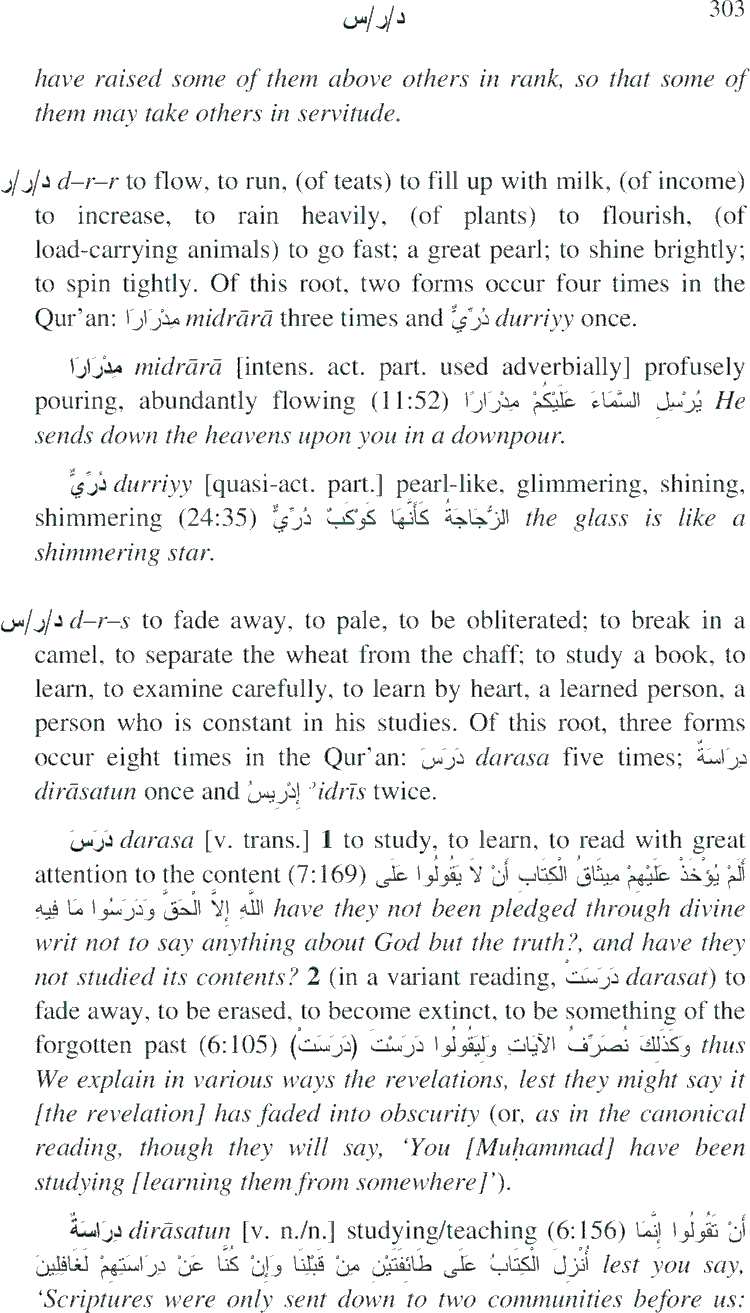 303
د/ر/س
have raised some of them above others in rank, so that some of
them may take others in servitude.
د/ر/ر d–r–r to flow, to run, (of teats) to fill up with milk, (of income)
to increase, to rain heavily, (of plants) to flourish, (of
load-carrying animals) to go fast; a great pearl; to shine brightly;
to spin tightly. Of this root, two forms occur four times in the
Qur’an: مِدْرَارَا midrārā three times and دُرِّيٌّ durriyy once.
مِدْرَارَا midrārā [intens. act. part. used adverbially] profusely
pouring, abundantly flowing (11:52) يُرْسِلِ السَّمَاءَ عَلَيْكُمْ مِدْرَارًا He
sends down the heavens upon you in a downpour.
دُرِّيٌّ durriyy [quasi-act. part.] pearl-like, glimmering, shining,
shimmering (24:35) الزُّجَاجَةُ كَأَنَّهَا كَوْكَبٌ دُرِّيٌّ the glass is like a
shimmering star.
د/ر/س d–r–s to fade away, to pale, to be obliterated; to break in a
camel, to separate the wheat from the chaff; to study a book, to
learn, to examine carefully, to learn by heart, a learned person, a
person who is constant in his studies. Of this root, three forms
occur eight times in the Qur’an: دَرَسَ darasa five times; دِرَاسَةٌ
dirāsatun once and إِدْرِيسُ ʾidrīs twice.
دَرَسَ darasa [v. trans.] 1 to study, to learn, to read with great
attention to the content (7:169) أَلَمْ يُؤْخَذْ عَلَيْهِمْ مِيثَاقُ الْكِتَابِ أَنْ لاَ يَقُولُوا عَلَى
اللَّهِ إِلاَّ الْحَقَّ وَدَرَسُوا مَا فِيهِ have they not been pledged through divine
writ not to say anything about God but the truth?, and have they
not studied its contents? 2 (in a variant reading, دَرَسَتْ darasat) to
fade away, to be erased, to become extinct, to be something of the
forgotten past (6:105) وَكَذَلِكَ نُصَرِّفُ الآيَاتِ وَلِيَقُولُوا دَرَسْتَ (دَرَسَتْ) thus
We explain in various ways the revelations, lest they might say it
[the revelation] has faded into obscurity (or, as in the canonical
reading, though they will say, ‘You [Muḥammad] have been
studying [learning them from somewhere]’).
دِرَاسَةٌ dirāsatun [v. n./n.] studying/teaching (6:156) أَنْ تَقُولُوا إِنَّمَا
أُنْزِلَ الْكِتَابُ عَلَى طَائِفَتَيْنِ مِنْ قَبْلِنَا وَإِنْ كُنَّا عَنْ دِرَاسَتِهِمْ لَغَافِلِينَ lest you say,
‘Scriptures were only sent down to two communities before us: